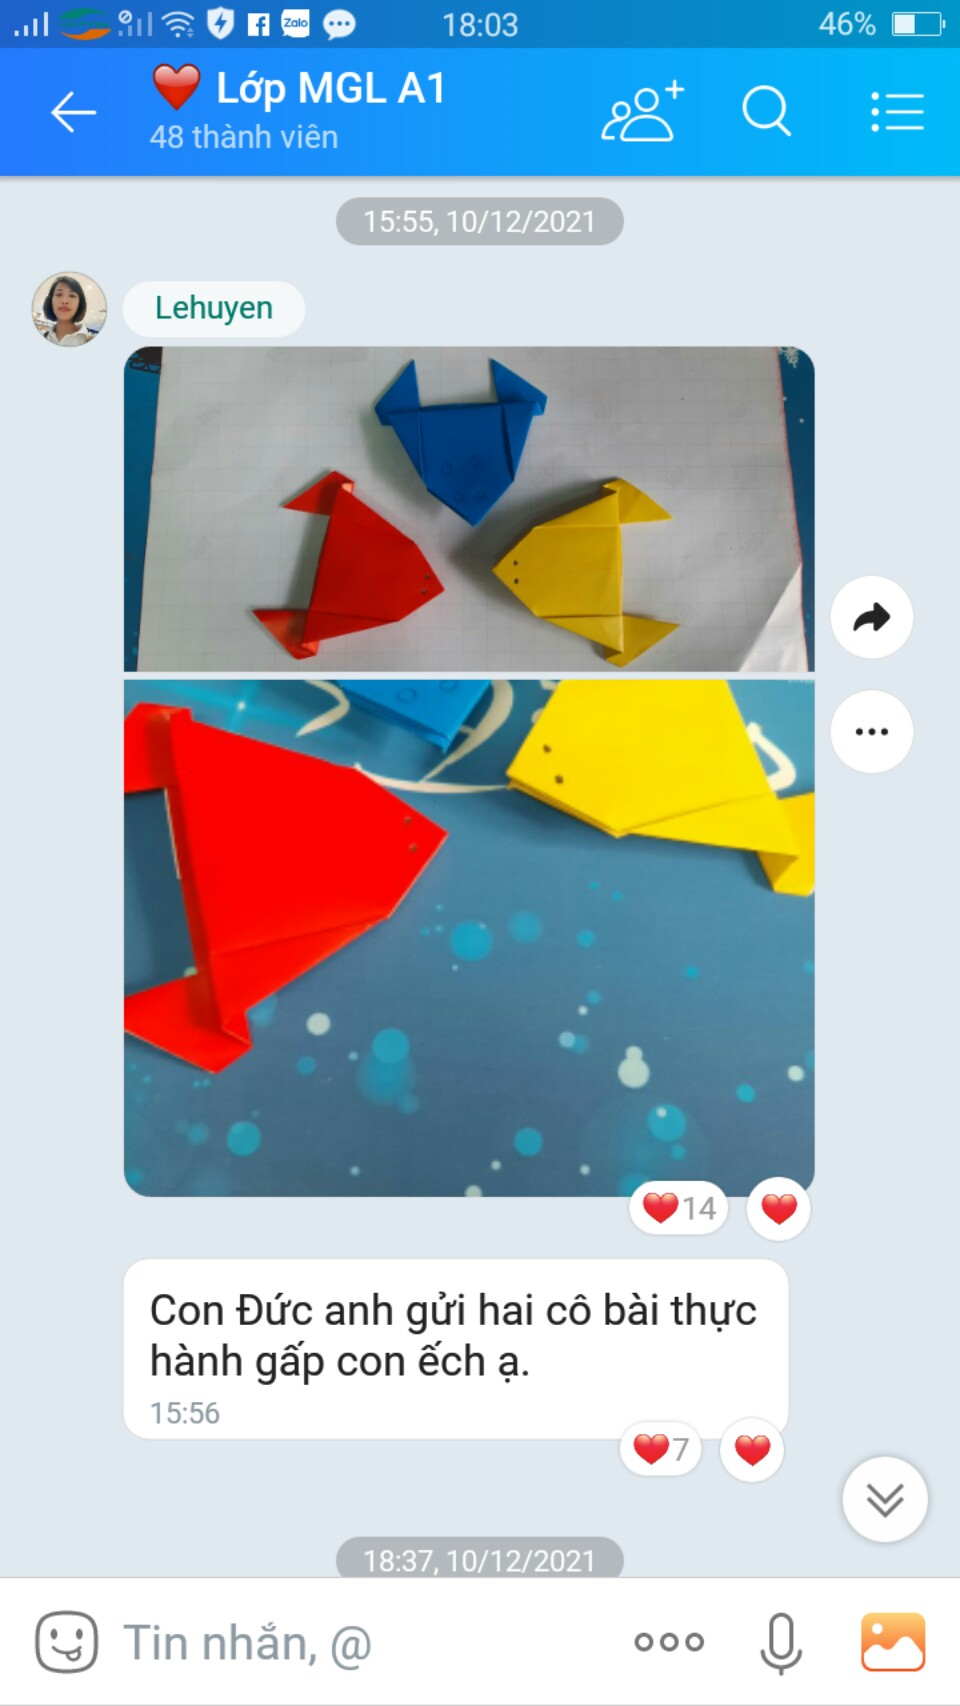 Zalo
18:03
46%
❤️ Lớp MGL A1
48 thành viên
15:55, 10/12/2021
Lehuyen
14
Con Đức anh gửi hai cô bài thực
hành gấp con ếch ạ.
15:56
7
18:37, 10/12/2021
Tin nhắn, @